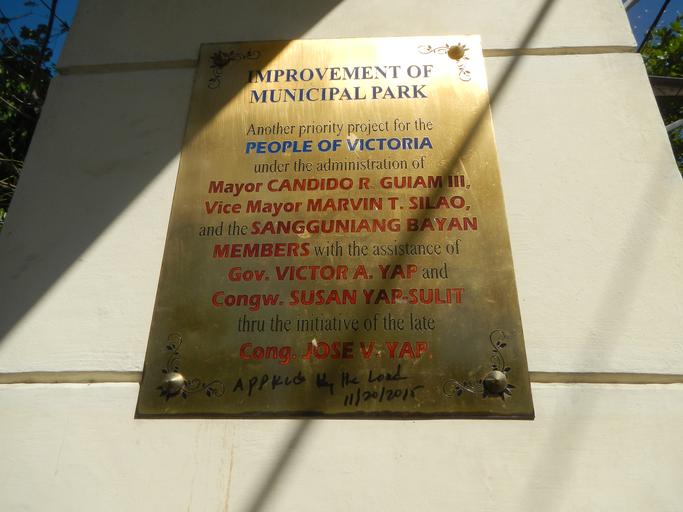 IMPROVEMENT OF
MUNICIPAL PARK
Another priority project for the
PEOPLE OF VICTORIA
under the administration of
Mayor CANDIDO R. GUIAM III,
Vice Mayor MARVIN T. SILAO,
and the SANGGUNIANG BAYAN
MEMBERS with the assistance of
Gov. VICTOR A. YAP and
Congw. SUSAN YAP-SULIT
thru the initiative of the late
Cong. JOSE V. YAP.
by the Lord
11/20/2015